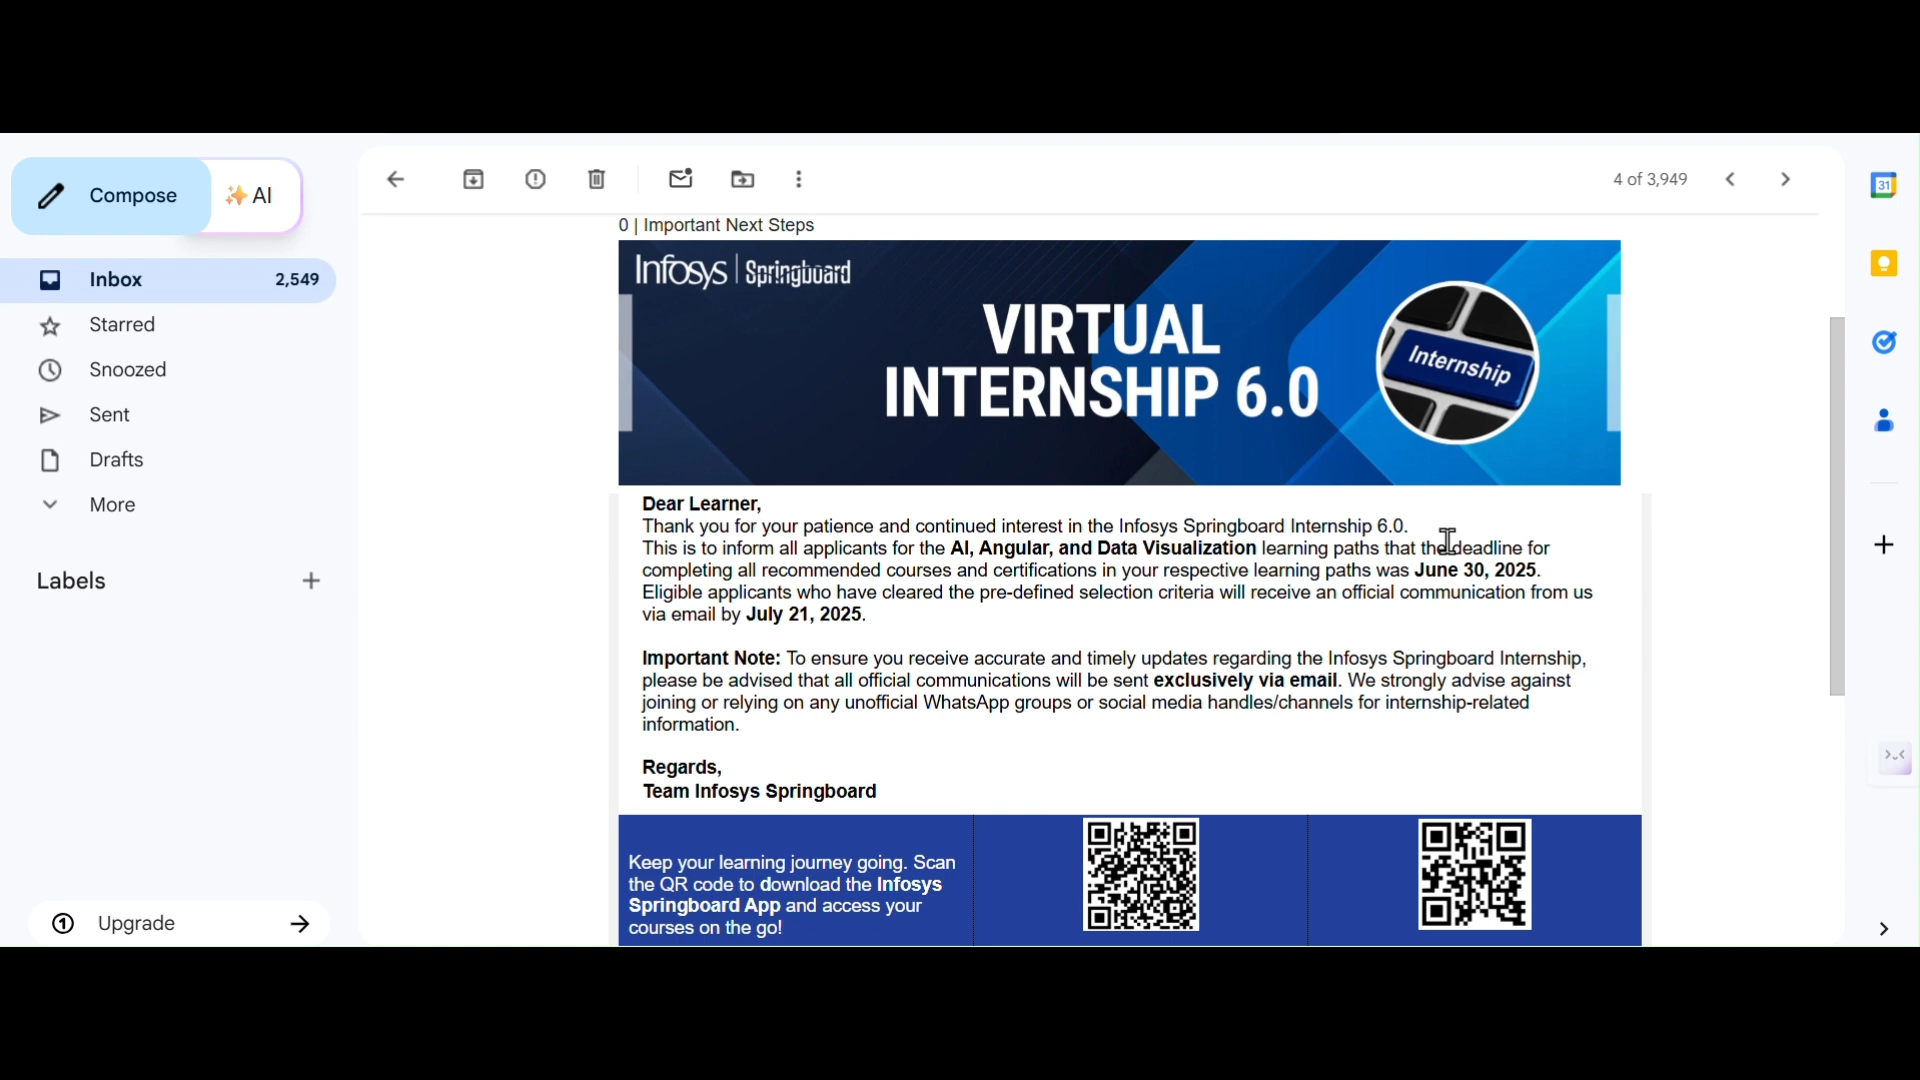 Compose
AI
Inbox 2,549
Starred
Snoozed
Sent
Drafts
More
Labels
Upgrade
4 of 3,949
31
0 | Important Next Steps
Infosys | Springboard
VIRTUAL
INTERNSHIP 6.0
Internship
Dear Learner,
Thank you for your patience and continued interest in the Infosys Springboard Internship 6.0.
This is to inform all applicants for the AI, Angular, and Data Visualization learning paths that the deadline for
completing all recommended courses and certifications in your respective learning paths was June 30, 2025.
Eligible applicants who have cleared the pre-defined selection criteria will receive an official communication from us
via email by July 21, 2025.
Important Note: To ensure you receive accurate and timely updates regarding the Infosys Springboard Internship,
please be advised that all official communications will be sent exclusively via email. We strongly advise against
joining or relying on any unofficial WhatsApp groups or social media handles/channels for internship-related
information.
Regards,
Team Infosys Springboard
Keep your learning journey going. Scan
the QR code to download the Infosys
Springboard App and access your
courses on the go!